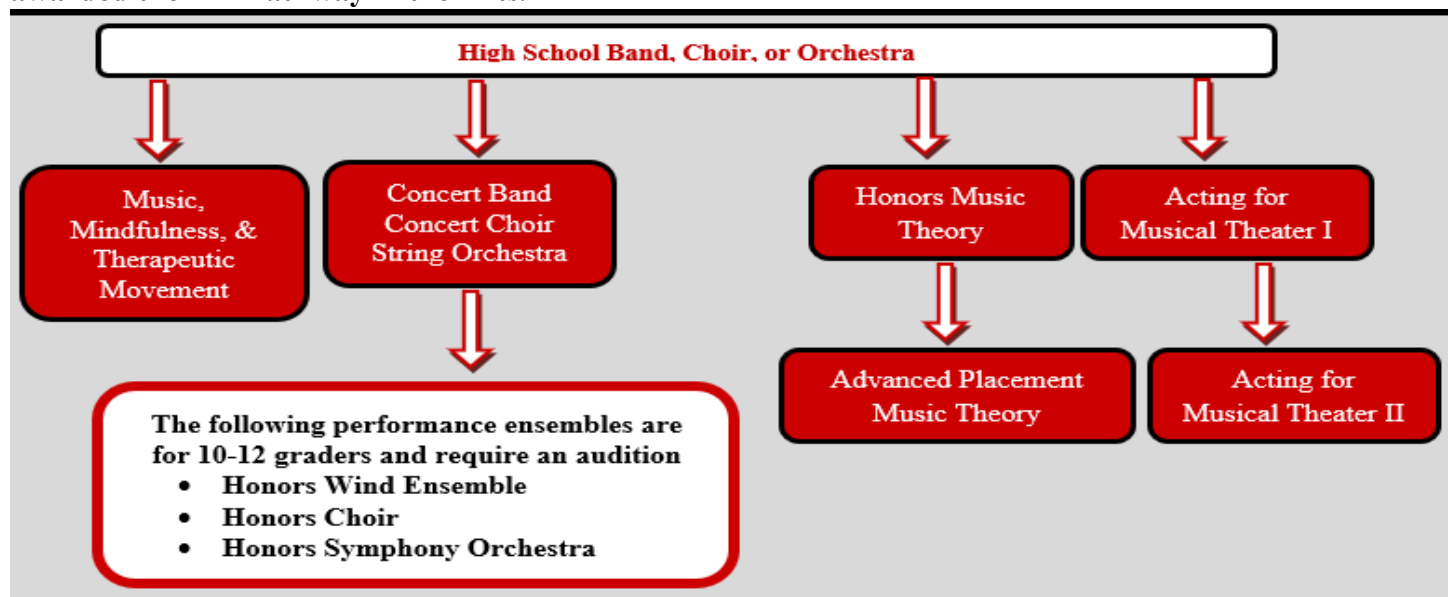 High School Band, Choir, or Orchestra
Music,
Mindfulness, &
Therapeutic
Movement
Concert Band
Concert Choir
String Orchestra
Honors Music
Theory
Acting for
Musical Theater I
Advanced Placement
Music Theory
Acting for
Musical Theater II
The following performance ensembles are
for 10-12 graders and require an audition
• Honors Wind Ensemble
• Honors Choir
• Honors Symphony Orchestra